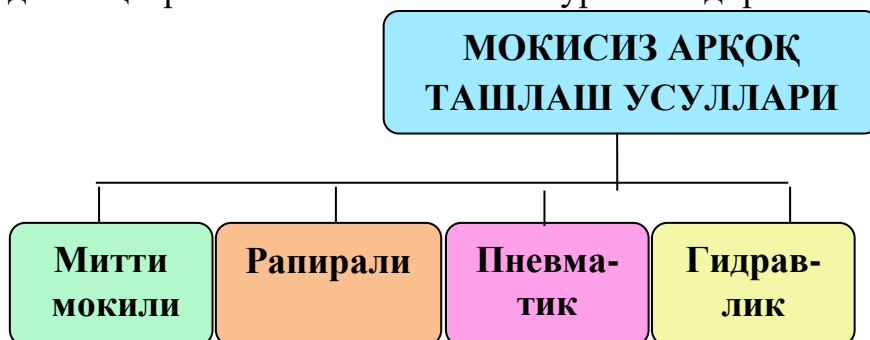 МОКИСИЗ АРҚОҚ
ТАШЛАШ УСУЛЛАРИ
Митти
мокили
Рапирали
Пневма-
тик
Гидрав-
лик